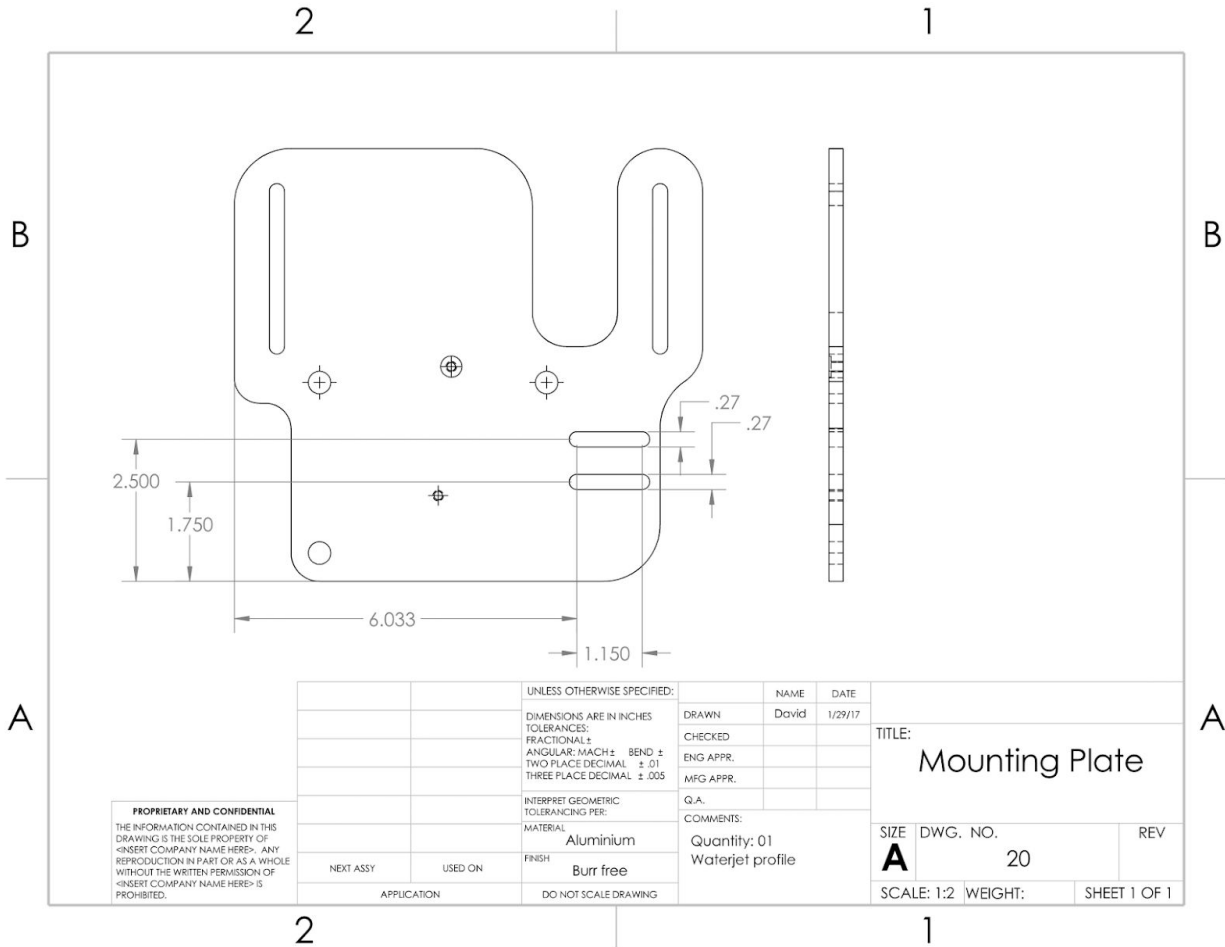 2
1
B
B
.27
.27
2.500
1.750
6.033
1.150
A
A
UNLESS OTHERWISE SPECIFIED:
DIMENSIONS ARE IN INCHES
TOLERANCES:
FRACTIONAL±
ANGULAR: MACH± BEND ±
TWO PLACE DECIMAL ± .01
THREE PLACE DECIMAL ± .005
INTERPRET GEOMETRIC
TOLERANCING PER:
MATERIAL
Aluminium
FINISH
Burr free
DO NOT SCALE DRAWING
NAME DATE
DRAWN David 1/29/17
CHECKED
ENG APPR.
MFG APPR.
Q.A.
COMMENTS:
Quantity: 01
Waterjet profile
TITLE:
Mounting Plate
SIZE DWG. NO. REV
A 20
SCALE: 1:2 WEIGHT: SHEET 1 OF 1
PROPRIETARY AND CONFIDENTIAL
THE INFORMATION CONTAINED IN THIS
DRAWING IS THE SOLE PROPERTY OF
<INSERT COMPANY NAME HERE>. ANY
REPRODUCTION IN PART OR AS A WHOLE
WITHOUT THE WRITTEN PERMISSION OF
<INSERT COMPANY NAME HERE> IS
PROHIBITED.
NEXT ASSY USED ON
APPLICATION
2
1